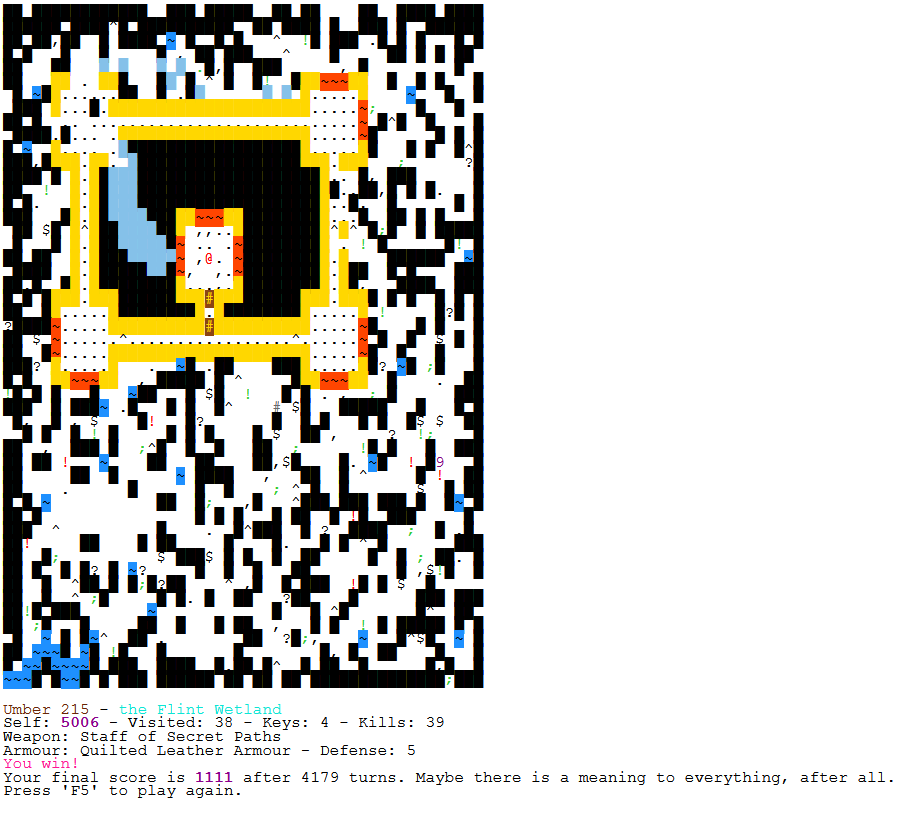 Umber 215 - the Flint Wetland
Self: 5006 - Visited: 38 - Keys: 4 - Kills: 39
Weapon: Staff of Secret Paths
Armour: Quilted Leather Armour - Defense: 5
You win!
Your final score is 1111 after 4179 turns. Maybe there is a meaning to everything, after all.
Press 'F5' to play again.